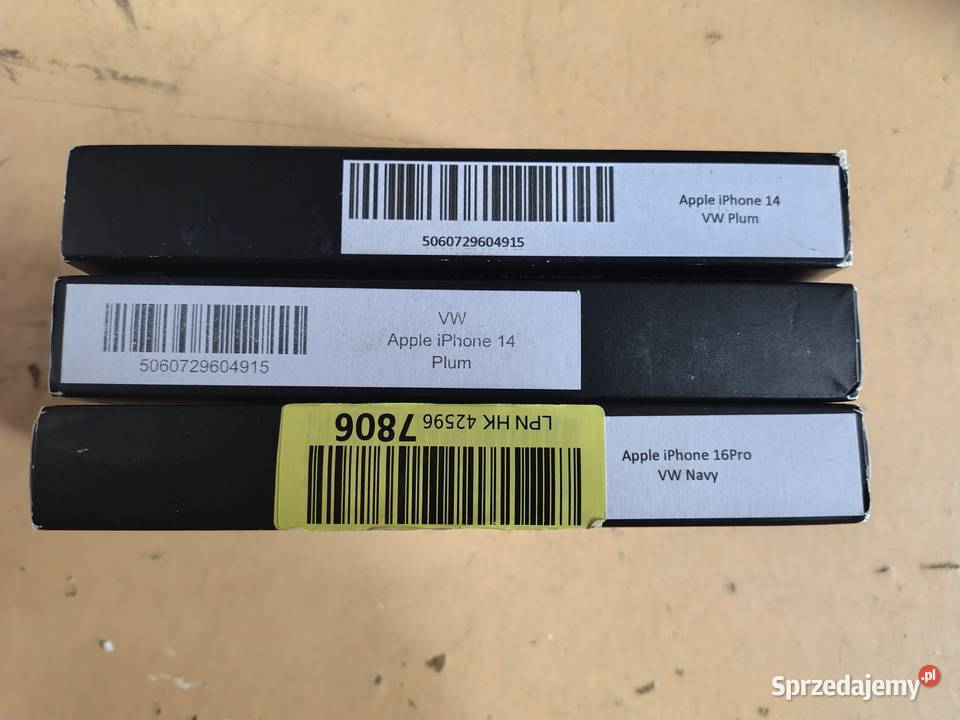 Apple iPhone 14
VW Plum
5060729604915
VW
Apple iPhone 14
Plum
5060729604915
LPN HK 42596 7806
Apple iPhone 16Pro
VW Navy
Sprzedajemy.pl